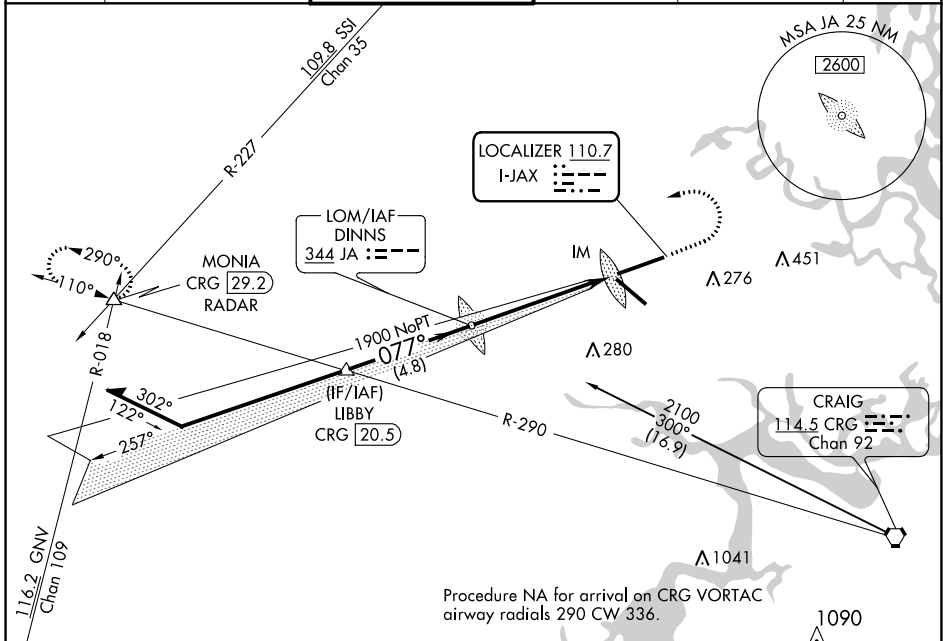 109.8 SSI
Chan 35
R-227
MSA JA 25 NM
2600
LOCALIZER 110.7
I-JAX
LOM/IAF
DINNS
344 JA
IM
290°
110°
MONIA
CRG 29.2
RADAR
276
451
R-018
1900 NoPT
077°
(4.8)
280
302°
122°
257°
(IF/IAF)
LIBBY
CRG 20.5
R-290
2100
300°
(16.9)
CRAIG
114.5 CRG
Chan 92
116.2 GNV
Chan 109
1041
Procedure NA for arrival on CRG VORTAC
airway radials 290 CW 336.
1090